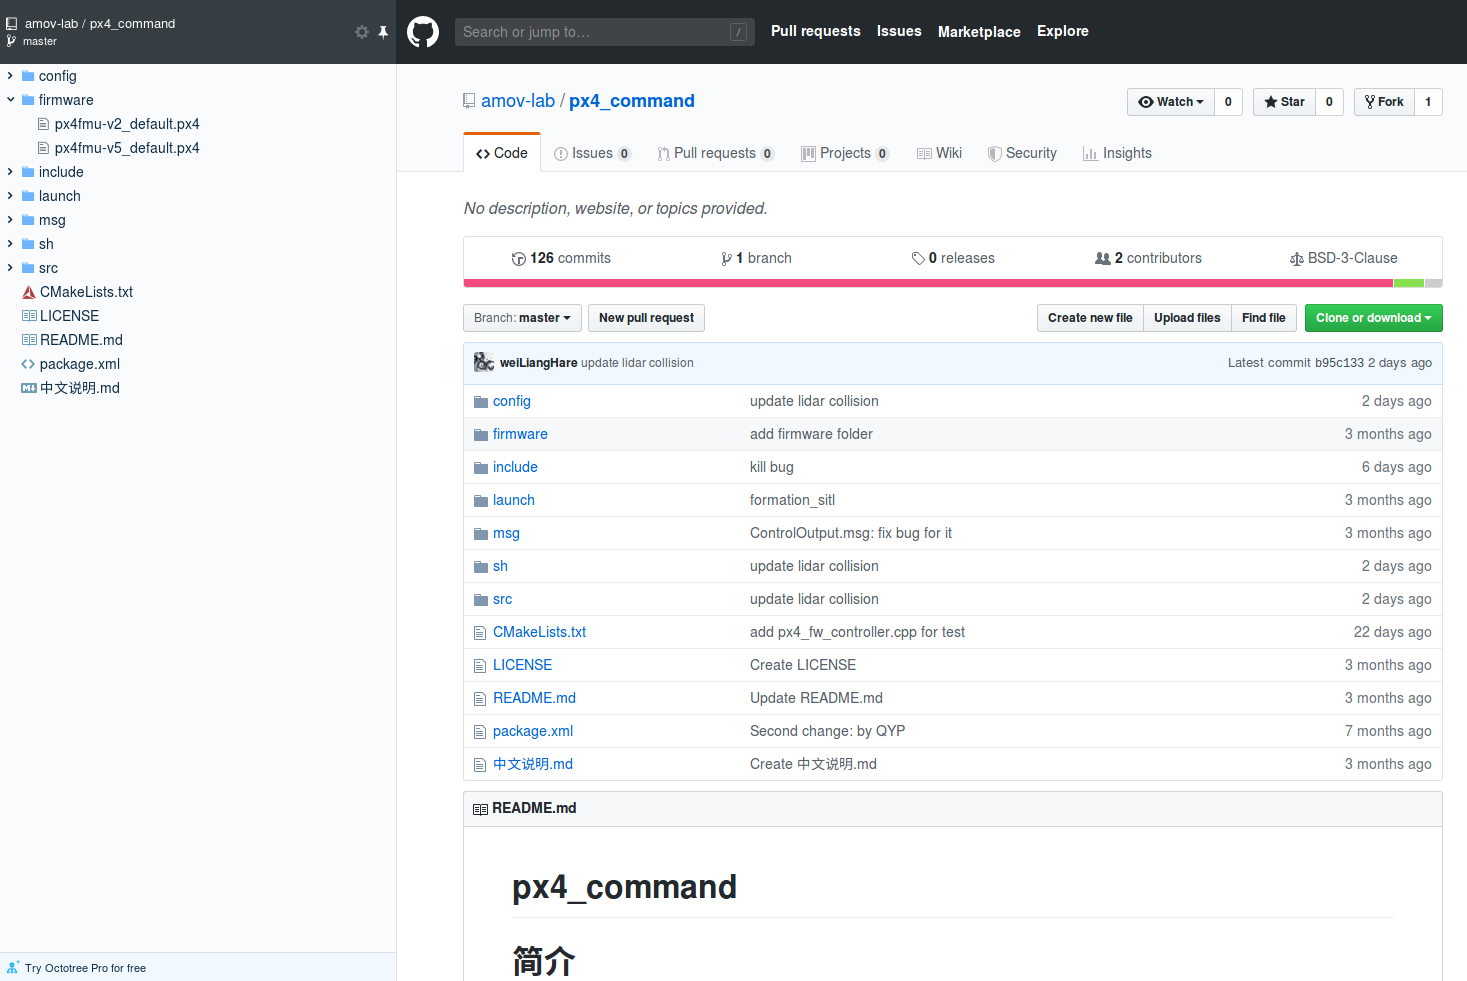 amov-lab / px4_command
master
config
firmware
px4fmu-v2_default.px4
px4fmu-v5_default.px4
include
launch
msg
sh
src
CMakeLists.txt
LICENSE
README.md
package.xml
中文说明.md
Try Octotree Pro for free
Search or jump to… /
Pull requests Issues Marketplace Explore
amov-lab / px4_command
Watch 0 Star 0 Fork 1
Code Issues 0 Pull requests 0 Projects 0 Wiki Security Insights
No description, website, or topics provided.
126 commits 1 branch 0 releases 2 contributors BSD-3-Clause
Branch: master New pull request Create new file Upload files Find file Clone or download
weiLiangHare update lidar collision Latest commit b95c133 2 days ago
config update lidar collision 2 days ago
firmware add firmware folder 3 months ago
include kill bug 6 days ago
launch formation_sitl 3 months ago
msg ControlOutput.msg: fix bug for it 3 months ago
sh update lidar collision 2 days ago
src update lidar collision 2 days ago
CMakeLists.txt add px4_fw_controller.cpp for test 22 days ago
LICENSE Create LICENSE 3 months ago
README.md Update README.md 3 months ago
package.xml Second change: by QYP 7 months ago
中文说明.md Create 中文说明.md 3 months ago
README.md
px4_command
简介